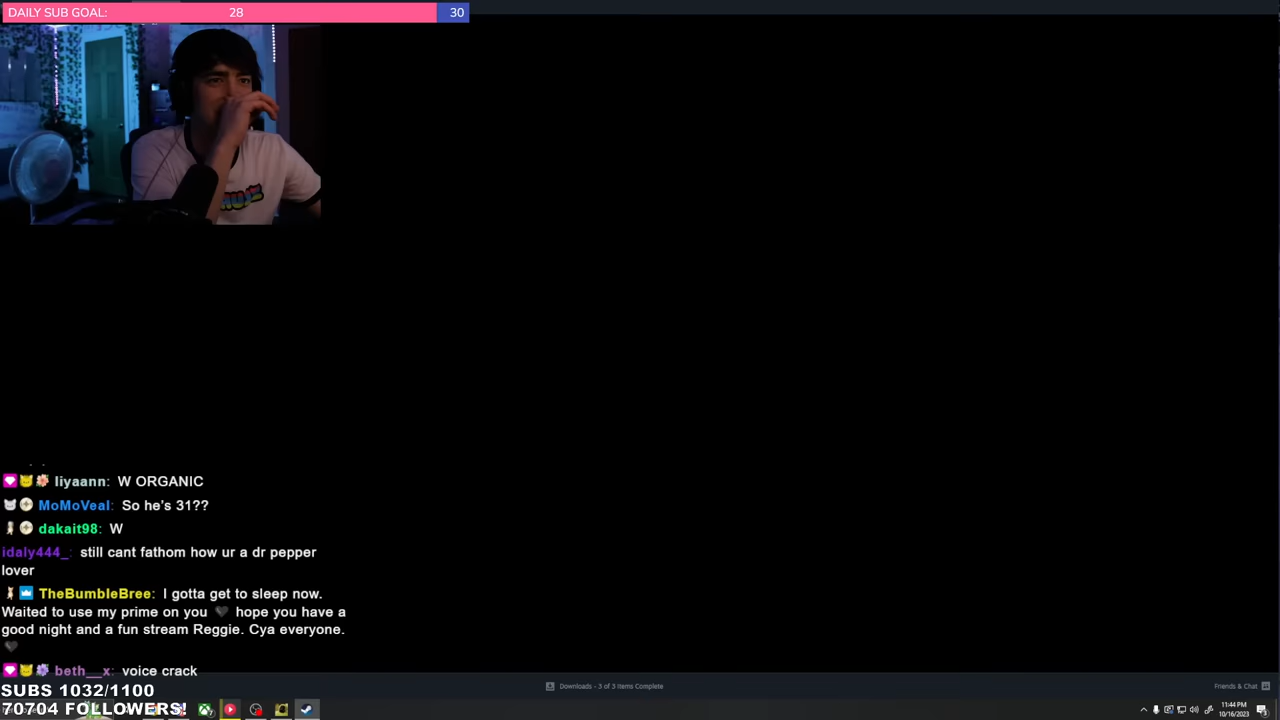 DAILY SUB GOAL: 28 30
liyaann: W ORGANIC
MoMoVeal: So he's 31??
dakait98: W
idaly444_: still cant fathom how ur a dr pepper
lover
TheBumbleBree: I gotta get to sleep now.
Waited to use my prime on you 🖤 hope you have a
good night and a fun stream Reggie. Cya everyone.
🖤
beth__x: voice crack
Downloads - 3 of 3 Items Complete
Friends & Chat
SUBS 1032/1100
70704 FOLLOWERS!
11:44 PM
10/16/2023